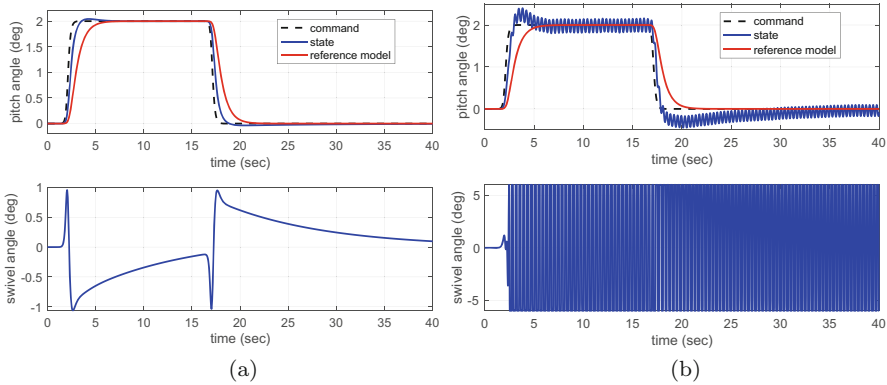 command
state
reference model
pitch angle (deg)
2
1.5
1
0.5
0
0 5 10 15 20 25 30 35 40
time (sec)
swivel angle (deg)
1
0.5
0
-0.5
-1
0 5 10 15 20 25 30 35 40
time (sec)
(a)
command
state
reference model
pitch angle (deg)
2
1
0
0 5 10 15 20 25 30 35 40
time (sec)
swivel angle (deg)
5
0
-5
0 5 10 15 20 25 30 35 40
time (sec)
(b)